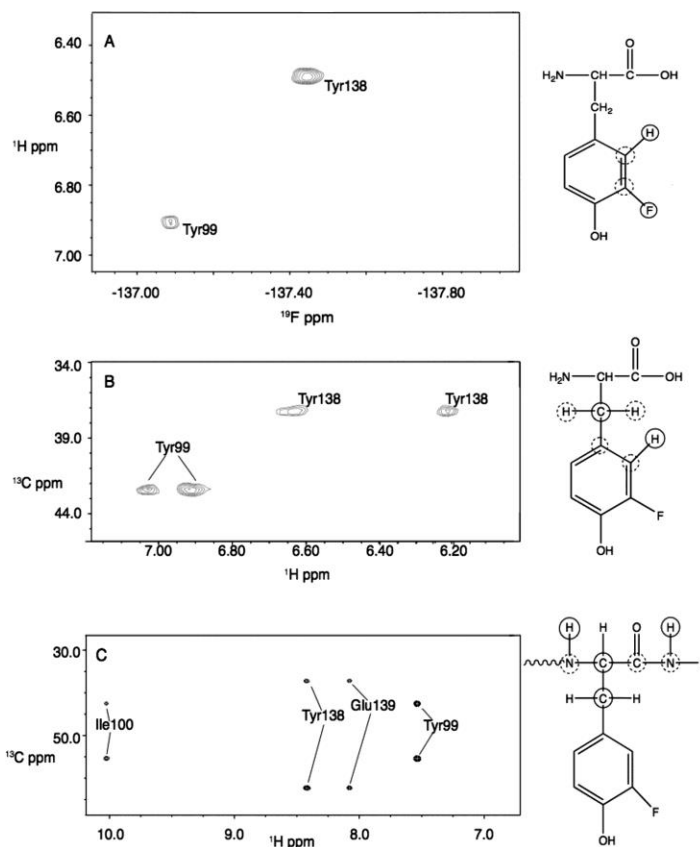 A
6.40
6.60
¹H ppm
6.80
7.00
Tyr138
Tyr99
-137.00
-137.40
-137.80
¹⁹F ppm
O
H₂N
CH
C
OH
CH₂
H
F
OH
B
34.0
39.0
¹³C ppm
44.0
Tyr138
Tyr138
Tyr99
7.00
6.80
6.60
6.40
6.20
¹H ppm
O
H₂N
CH
C
OH
H
C
H
H
F
OH
C
30.0
50.0
¹³C ppm
Ile100
Tyr138
Glu139
Tyr99
10.0
9.0
8.0
7.0
¹H ppm
H
H
O
H
N
C
C
N
H
C
H
F
OH